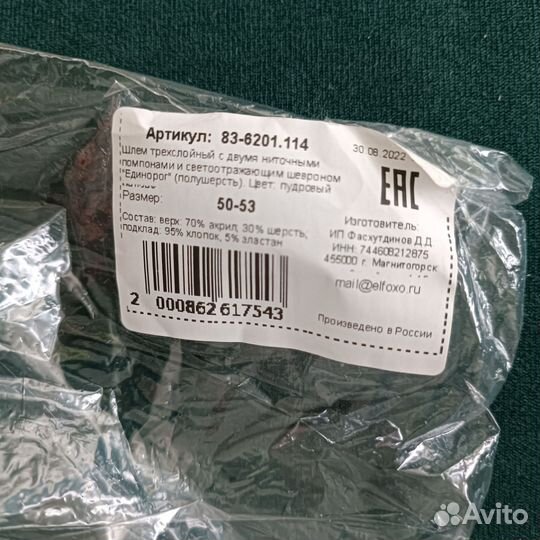 Артикул: 83-6201.114
30.08.2022
Шлем трехслойный с двумя ниточными
помпонами и светоотражающим шевроном
"Единорог" (полушерсть). Цвет: пудровый
EAC
Размер: 50-53
Состав: верх: 70% акрил, 30% шерсть;
подклад: 95% хлопок, 5% эластан
Изготовитель:
ИП Фасхутдинов Д.Д.
ИНН: 744608212875
455000 г. Магнитогорск
mail@elfoxo.ru
2 000862 617543
Произведено в России
Avito